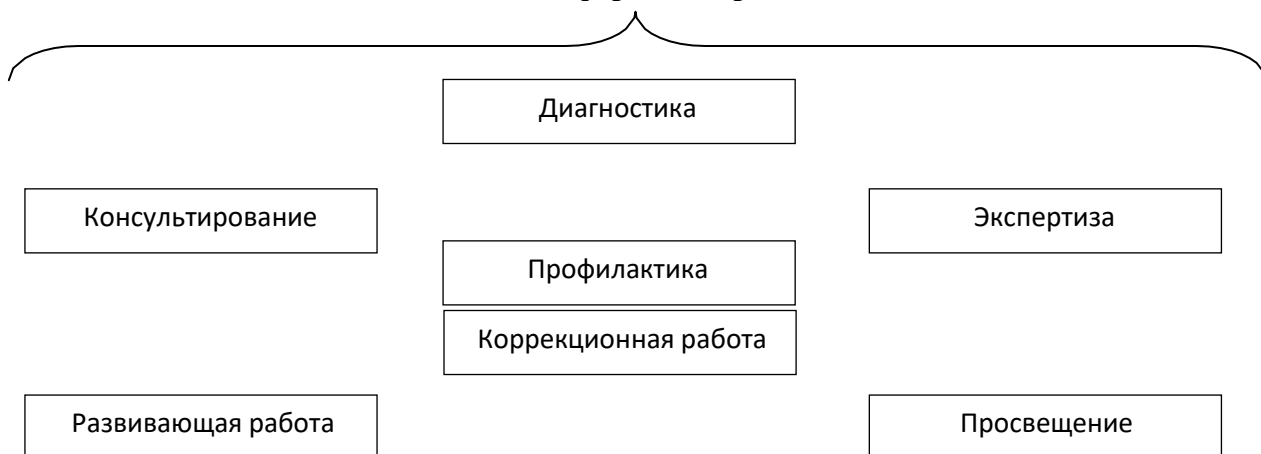 Диагностика
Консультирование
Экспертиза
Профилактика
Коррекционная работа
Развивающая работа
Просвещение